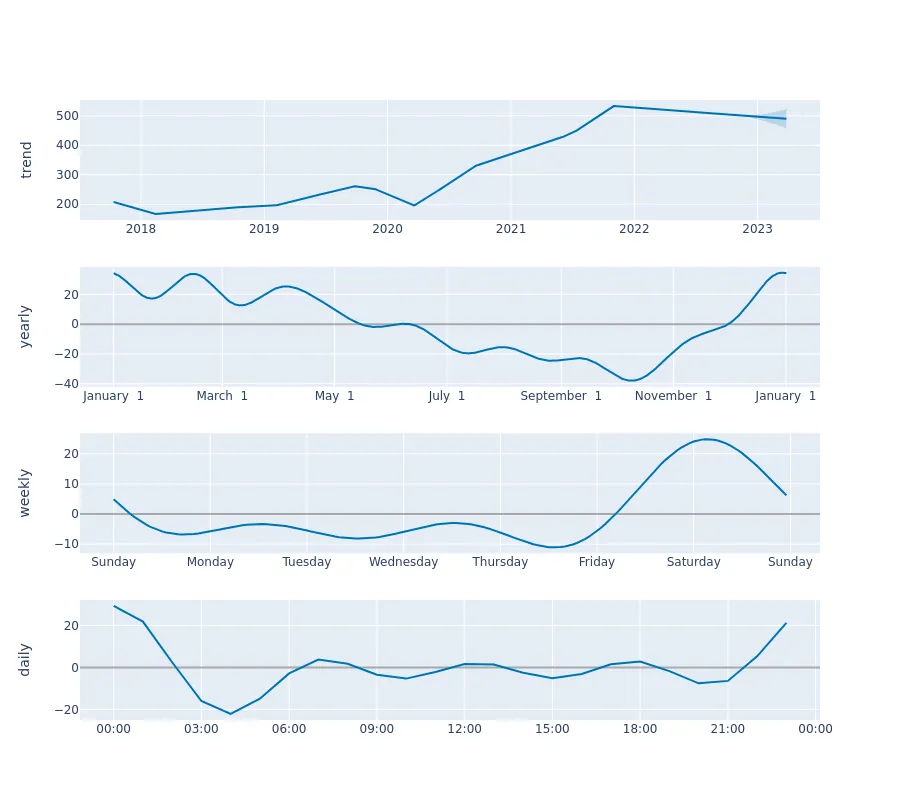 trend
500
400
300
200
2018 2019 2020 2021 2022 2023
yearly
20
0
−20
−40
January 1 March 1 May 1 July 1 September 1 November 1 January 1
weekly
20
10
0
−10
Sunday Monday Tuesday Wednesday Thursday Friday Saturday Sunday
daily
20
0
−20
00:00 03:00 06:00 09:00 12:00 15:00 18:00 21:00 00:00